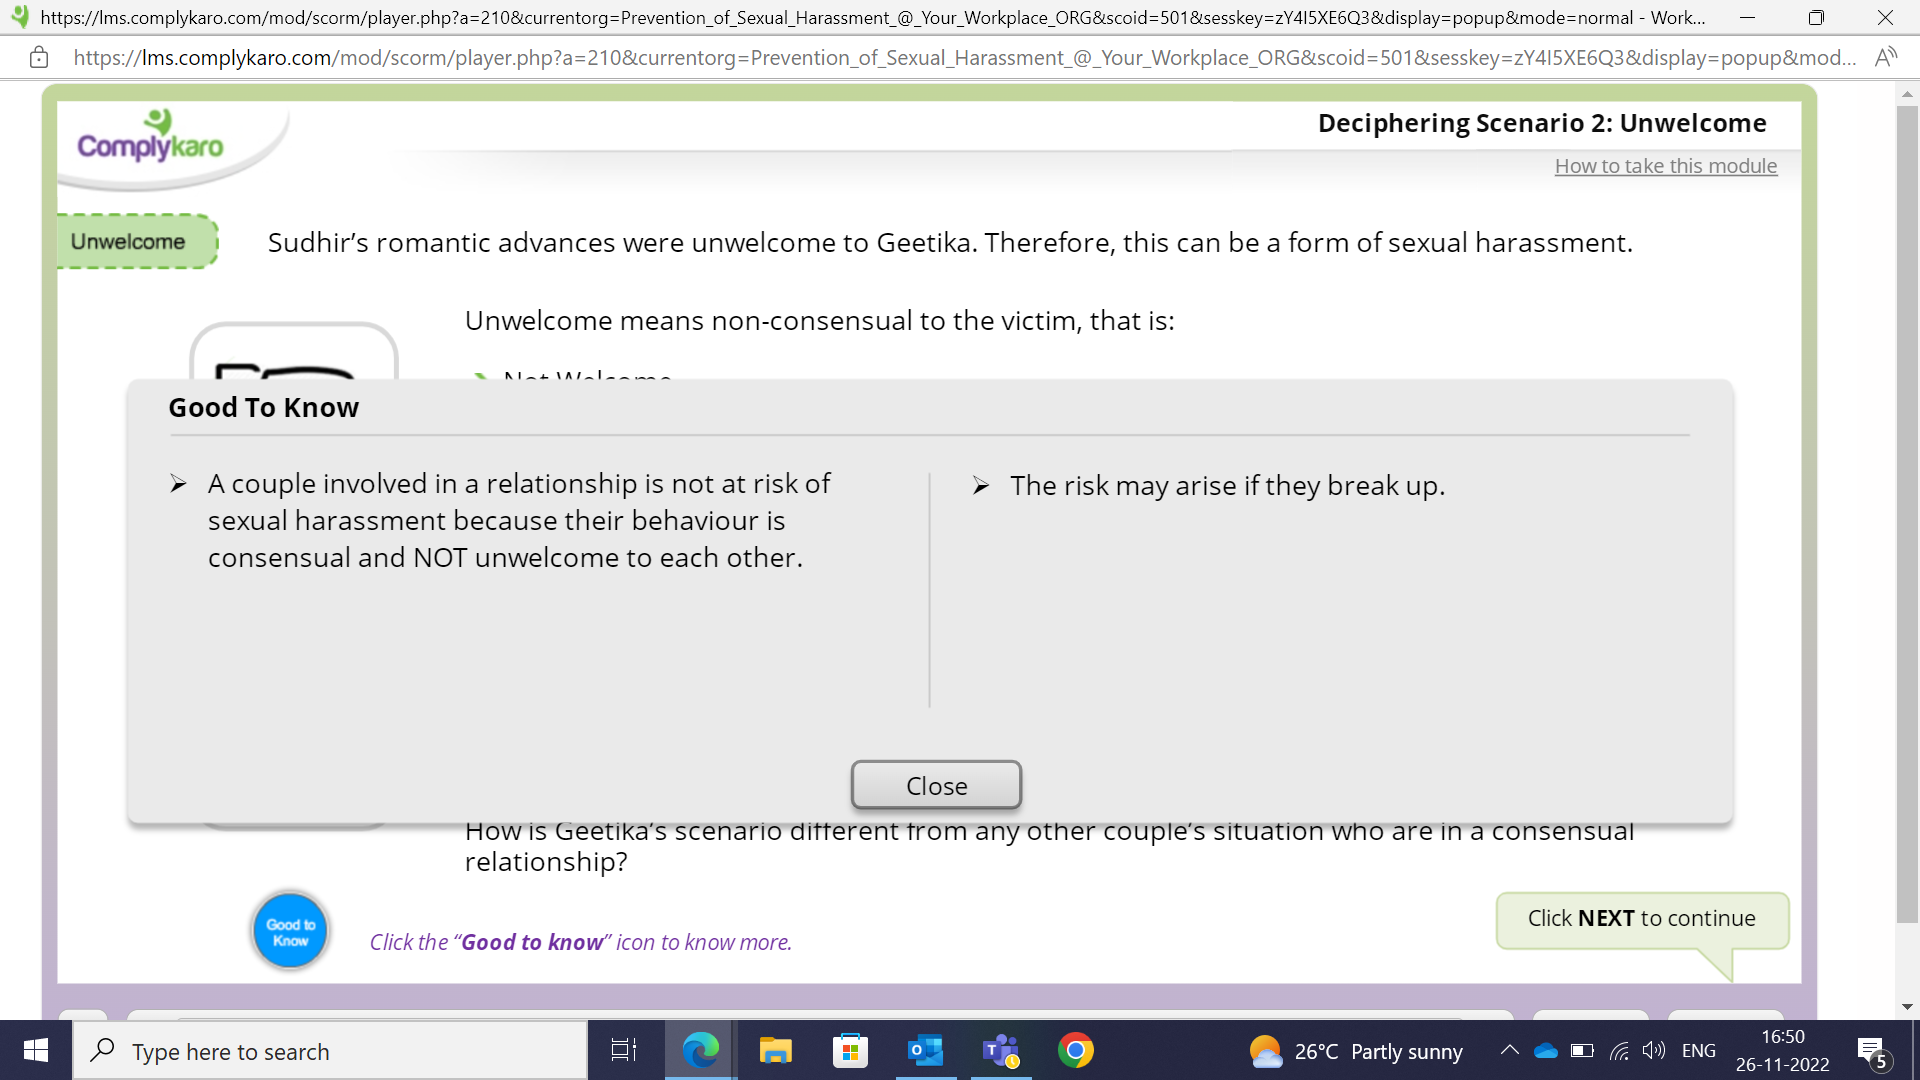 https://lms.complykaro.com/mod/scorm/player.php?a=210&currentorg=Prevention_of_Sexual_Harassment_@_Your_Workplace_ORG&scoid=501&sesskey=zY4I5XE6Q3&display=popup&mode=normal - Work...
https://lms.complykaro.com/mod/scorm/player.php?a=210&currentorg=Prevention_of_Sexual_Harassment_@_Your_Workplace_ORG&scoid=501&sesskey=zY4I5XE6Q3&display=popup&mod...
Complykaro
Deciphering Scenario 2: Unwelcome
How to take this module
Unwelcome
Sudhir’s romantic advances were unwelcome to Geetika. Therefore, this can be a form of sexual harassment.
Unwelcome means non-consensual to the victim, that is:
Not Welcome
Good To Know
A couple involved in a relationship is not at risk of
sexual harassment because their behaviour is
consensual and NOT unwelcome to each other.
The risk may arise if they break up.
Close
How is Geetika’s scenario different from any other couple’s situation who are in a consensual
relationship?
Good to
Know
Click the “Good to know” icon to know more.
Click NEXT to continue
Type here to search
26°C Partly sunny
ENG
16:50
26-11-2022
5